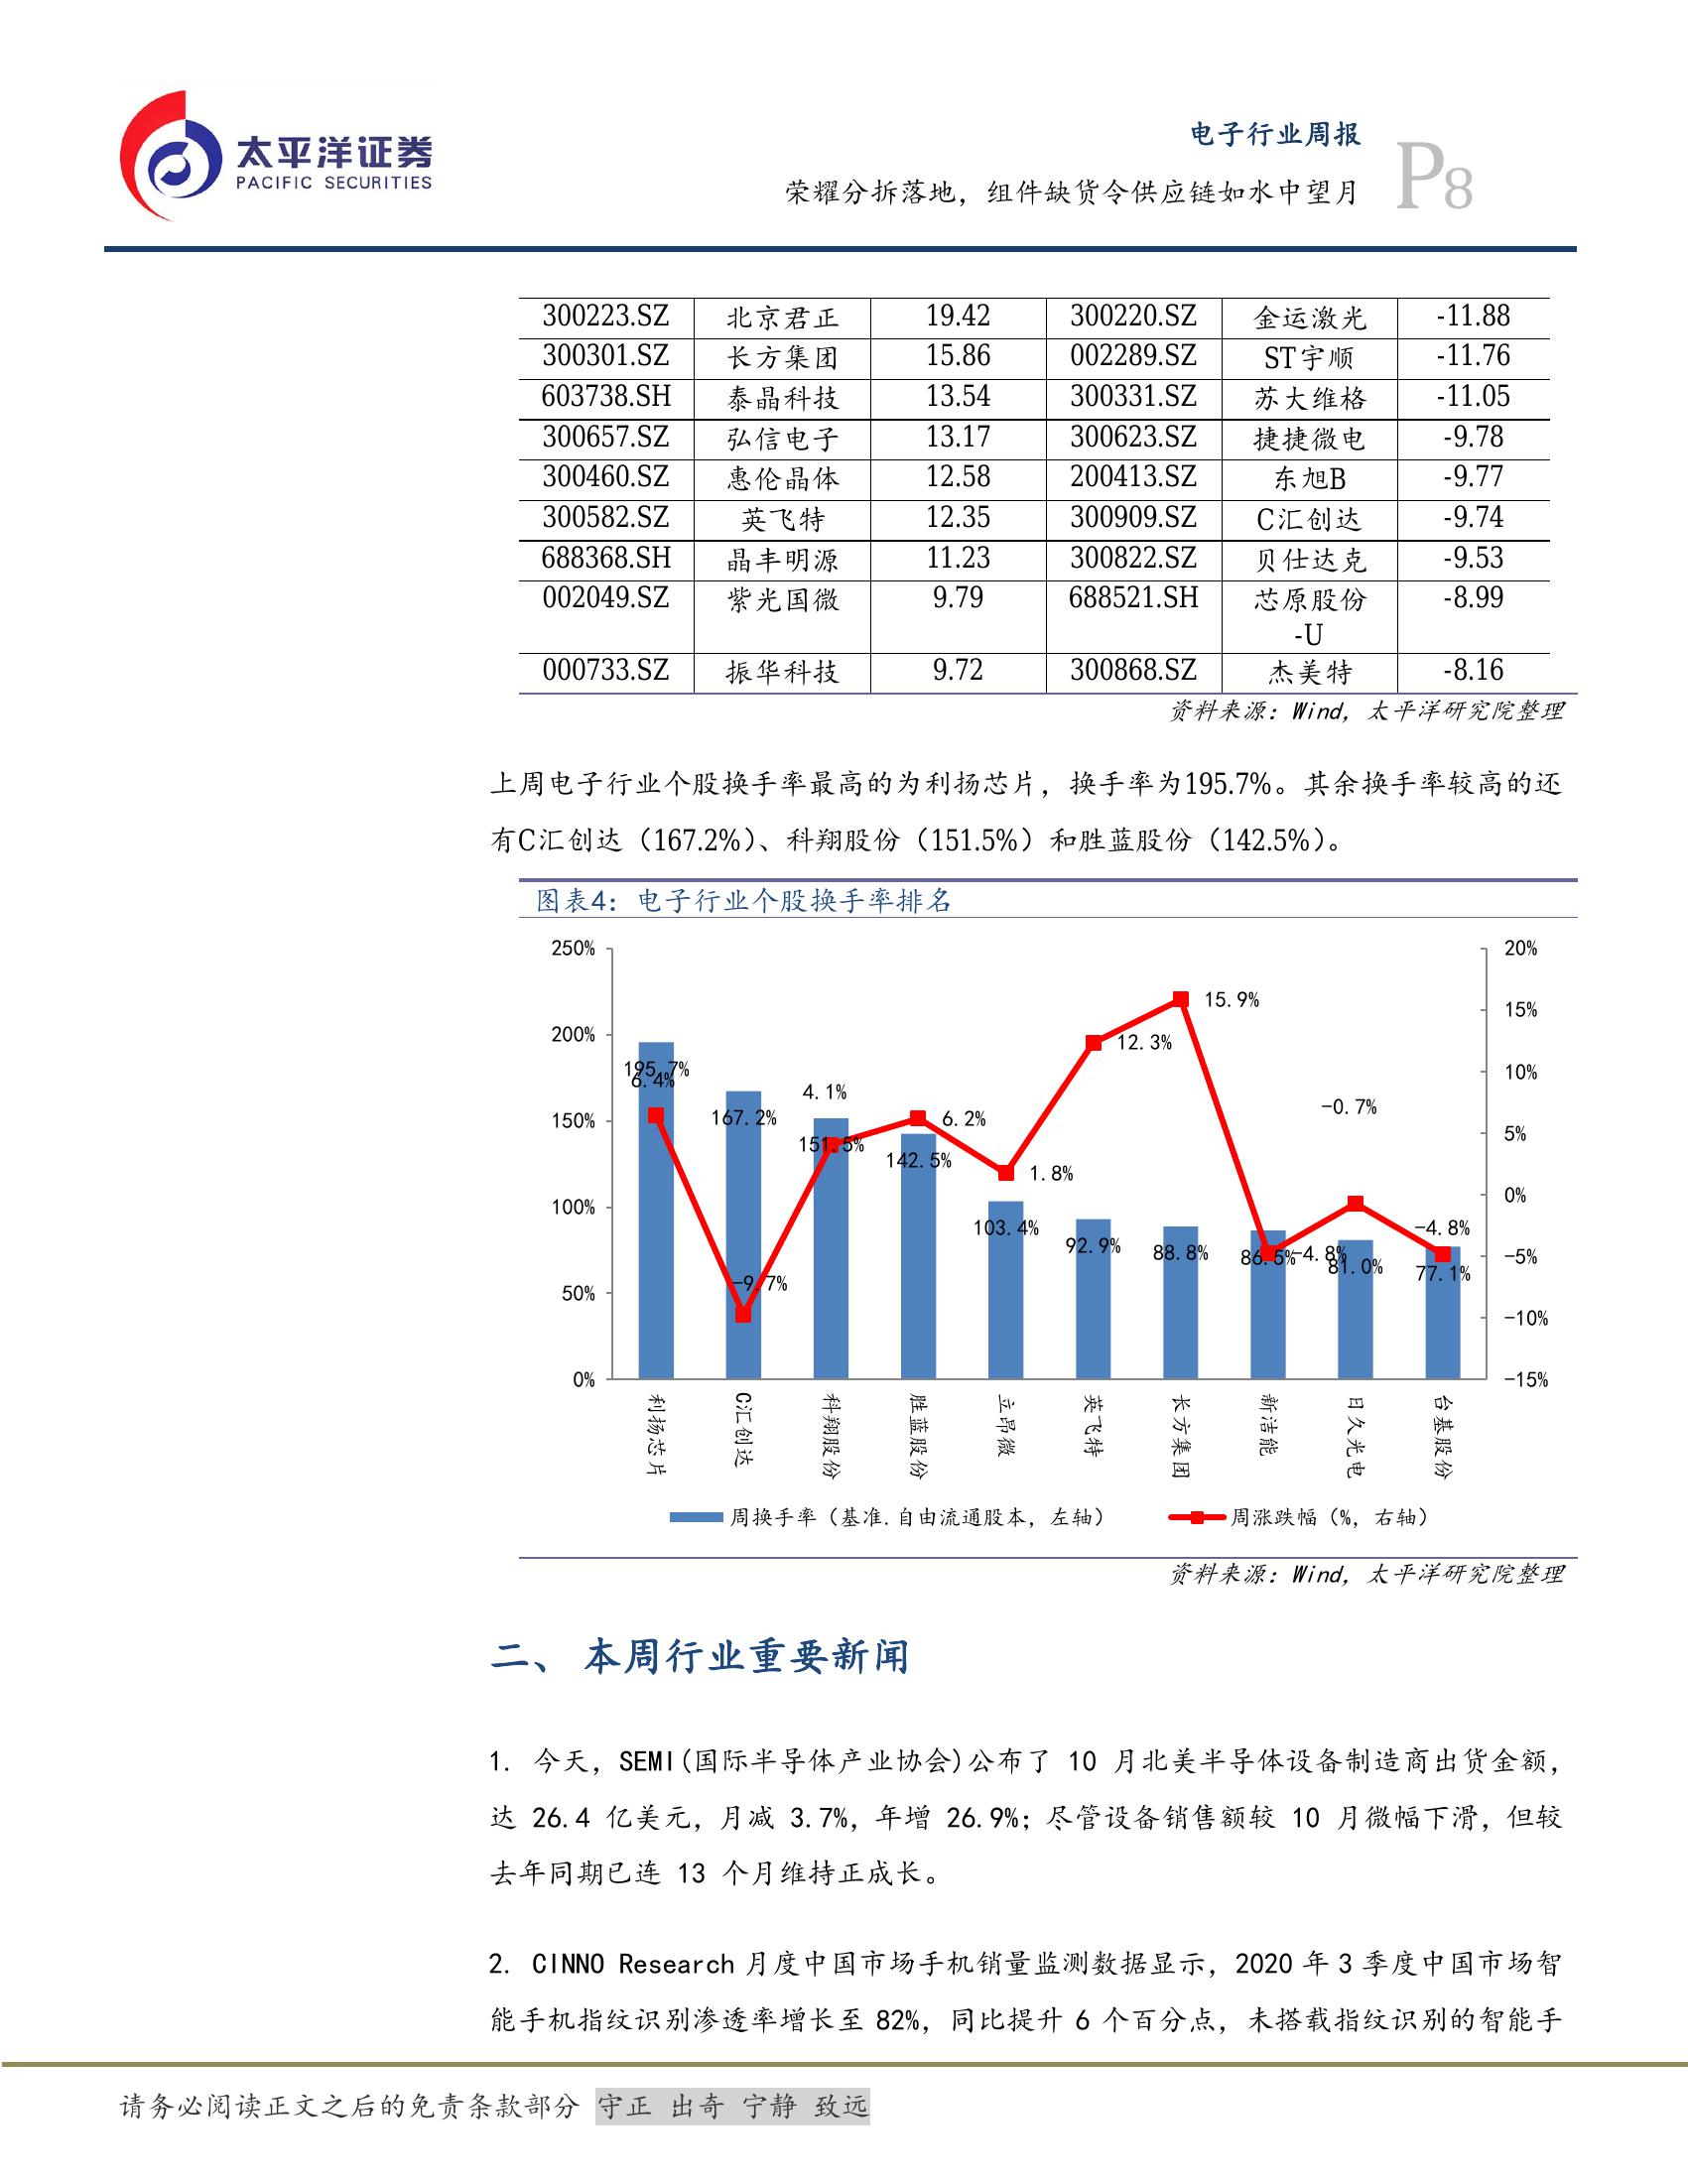 太平洋证券
PACIFIC SECURITIES
电子行业周报
荣耀分拆落地，组件缺货令供应链如水中望月
P8
300223.SZ 北京君正 19.42 300220.SZ 金运激光 -11.88
300301.SZ 长方集团 15.86 002289.SZ ST宇顺 -11.76
603738.SH 泰晶科技 13.54 300331.SZ 苏大维格 -11.05
300657.SZ 弘信电子 13.17 300623.SZ 捷捷微电 -9.78
300460.SZ 惠伦晶体 12.58 200413.SZ 东旭B -9.77
300582.SZ 英飞特 12.35 300909.SZ C汇创达 -9.74
688368.SH 晶丰明源 11.23 300822.SZ 贝仕达克 -9.53
002049.SZ 紫光国微 9.79 688521.SH 芯原股份 -8.99
-U
000733.SZ 振华科技 9.72 300868.SZ 杰美特 -8.16
资料来源：Wind，太平洋研究院整理
上周电子行业个股换手率最高的为利扬芯片，换手率为195.7%。其余换手率较高的还
有C汇创达（167.2%）、科翔股份（151.5%）和胜蓝股份（142.5%）。
图表4：电子行业个股换手率排名
250%
200%
150%
100%
50%
0%
20%
15%
10%
5%
0%
-5%
-10%
-15%
195.7%
167.2%
151.5%
142.5%
103.4%
92.9%
88.8%
86.5%
81.0%
77.1%
6.4%
-9.7%
4.1%
6.2%
1.8%
12.3%
15.9%
-4.8%
-0.7%
-4.8%
利扬芯片
C汇创达
科翔股份
胜蓝股份
立昂微
英飞特
长方集团
新洁能
日久光电
台基股份
周换手率（基准.自由流通股本，左轴）
周涨跌幅（%，右轴）
资料来源：Wind，太平洋研究院整理
二、 本周行业重要新闻
1. 今天，SEMI(国际半导体产业协会)公布了 10 月北美半导体设备制造商出货金额，
达 26.4 亿美元，月减 3.7%，年增 26.9%；尽管设备销售额较 10 月微幅下滑，但较
去年同期已连 13 个月维持正成长。
2. CINNO Research 月度中国市场手机销量监测数据显示，2020 年 3 季度中国市场智
能手机指纹识别渗透率增长至 82%，同比提升 6 个百分点，未搭载指纹识别的智能手
请务必阅读正文之后的免责条款部分 守正 出奇 宁静 致远